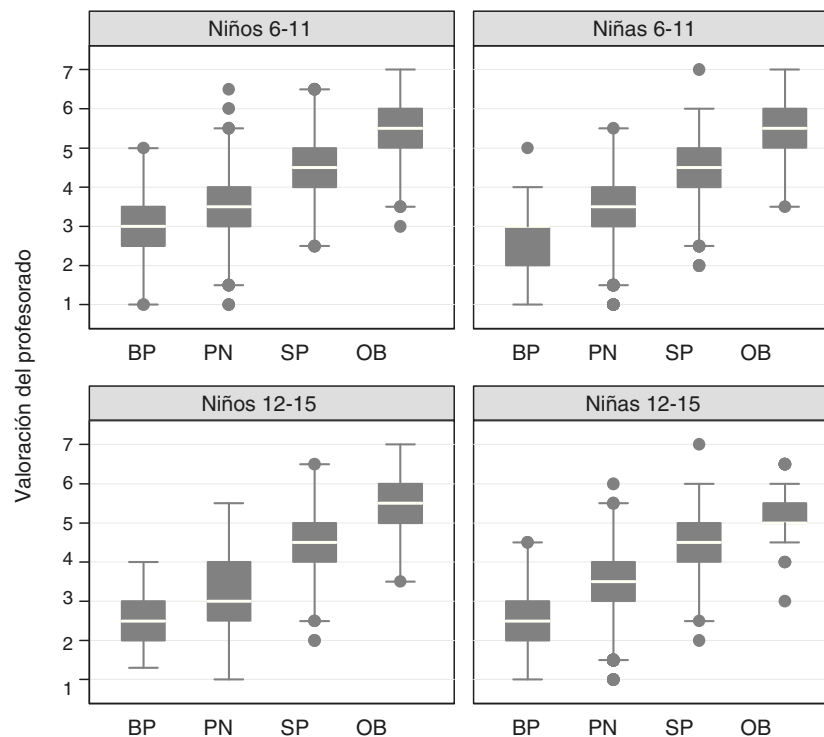 Niños 6-11
Niñas 6-11
7
6
5
4
3
2
1
BP PN SP OB
BP PN SP OB
Valoración del profesorado
Niños 12-15
Niñas 12-15
7
6
5
4
3
2
1
BP PN SP OB
BP PN SP OB